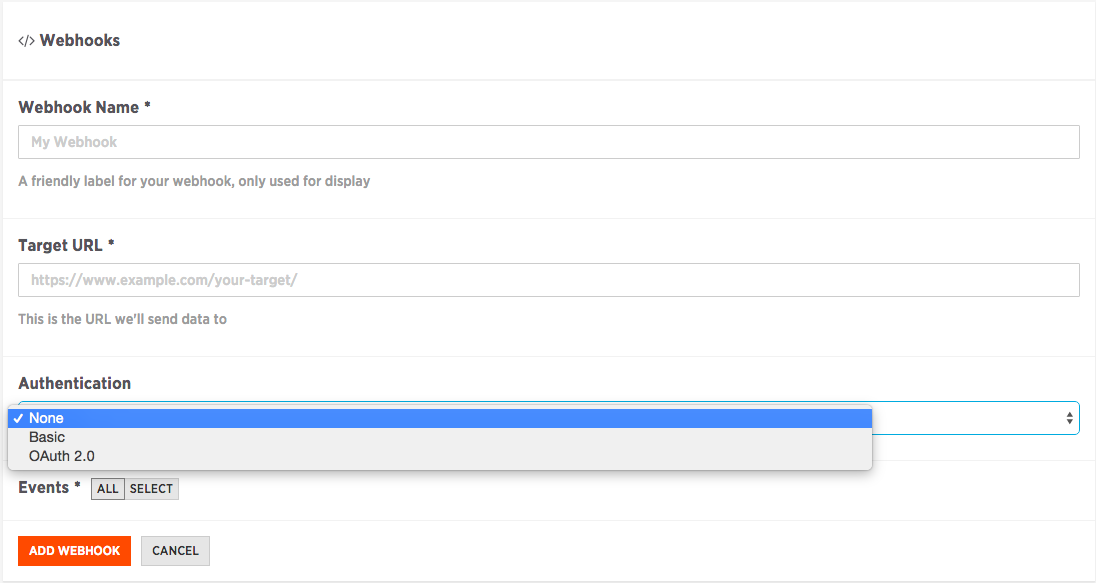 </> Webhooks
Webhook Name *
My Webhook
A friendly label for your webhook, only used for display
Target URL *
https://www.example.com/your-target/
This is the URL we'll send data to
Authentication
✓ None
Basic
OAuth 2.0
Events * ALL SELECT
ADD WEBHOOK CANCEL